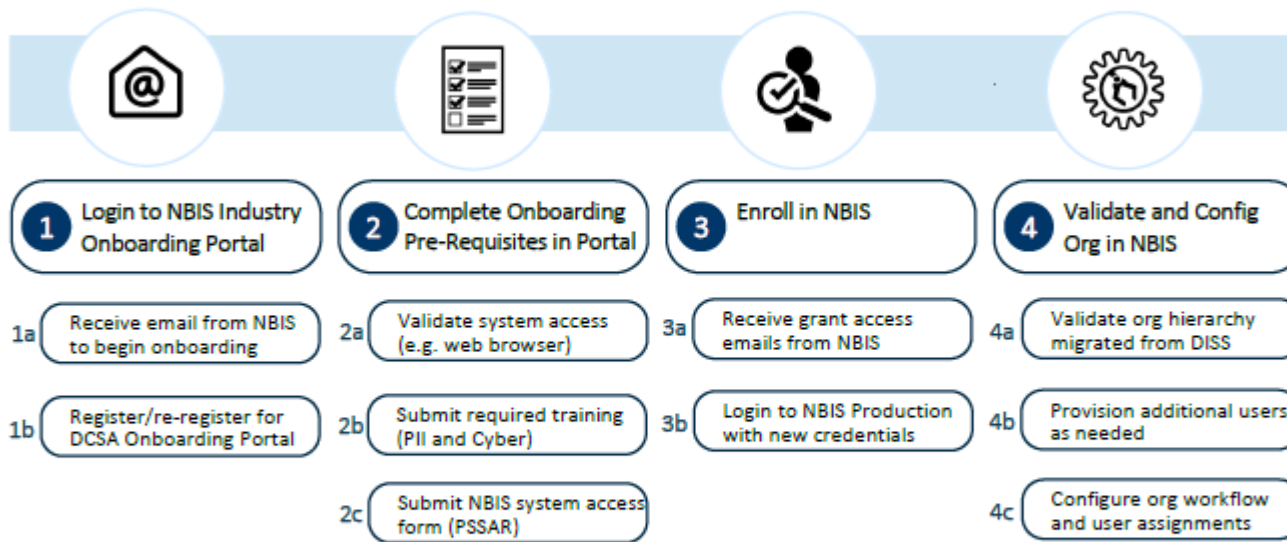 @
1
Login to NBIS Industry
Onboarding Portal
1a
Receive email from NBIS
to begin onboarding
1b
Register/re-register for
DCSA Onboarding Portal
2
Complete Onboarding
Pre-Requisites in Portal
2a
Validate system access
(e.g. web browser)
2b
Submit required training
(PII and Cyber)
2c
Submit NBIS system access
form (PSSAR)
3
Enroll in NBIS
3a
Receive grant access
emails from NBIS
3b
Login to NBIS Production
with new credentials
4
Validate and Config
Org in NBIS
4a
Validate org hierarchy
migrated from DISS
4b
Provision additional users
as needed
4c
Configure org workflow
and user assignments